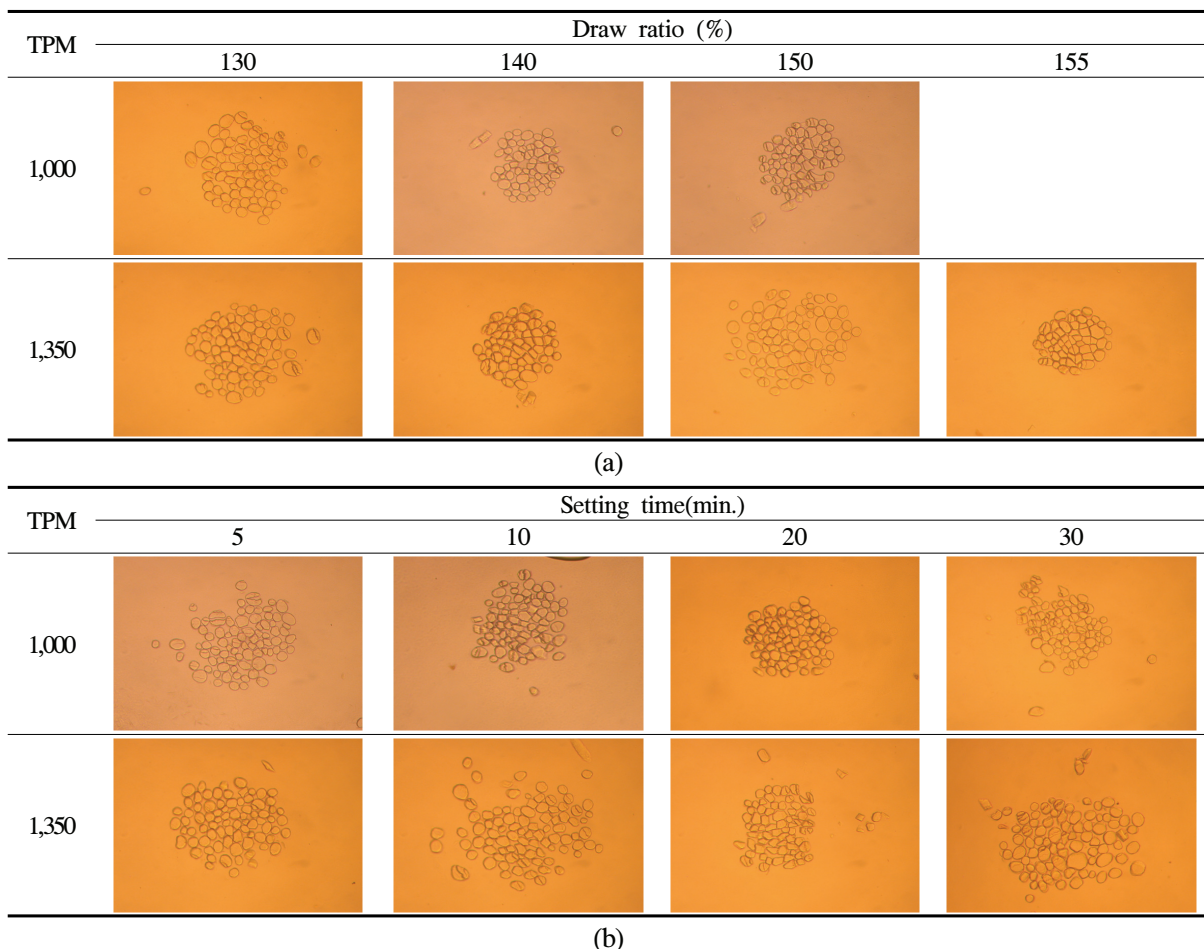 TPM
Draw ratio (%)
130 140 150 155
1,000
1,350
(a)
TPM
Setting time(min.)
5 10 20 30
1,000
1,350
(b)